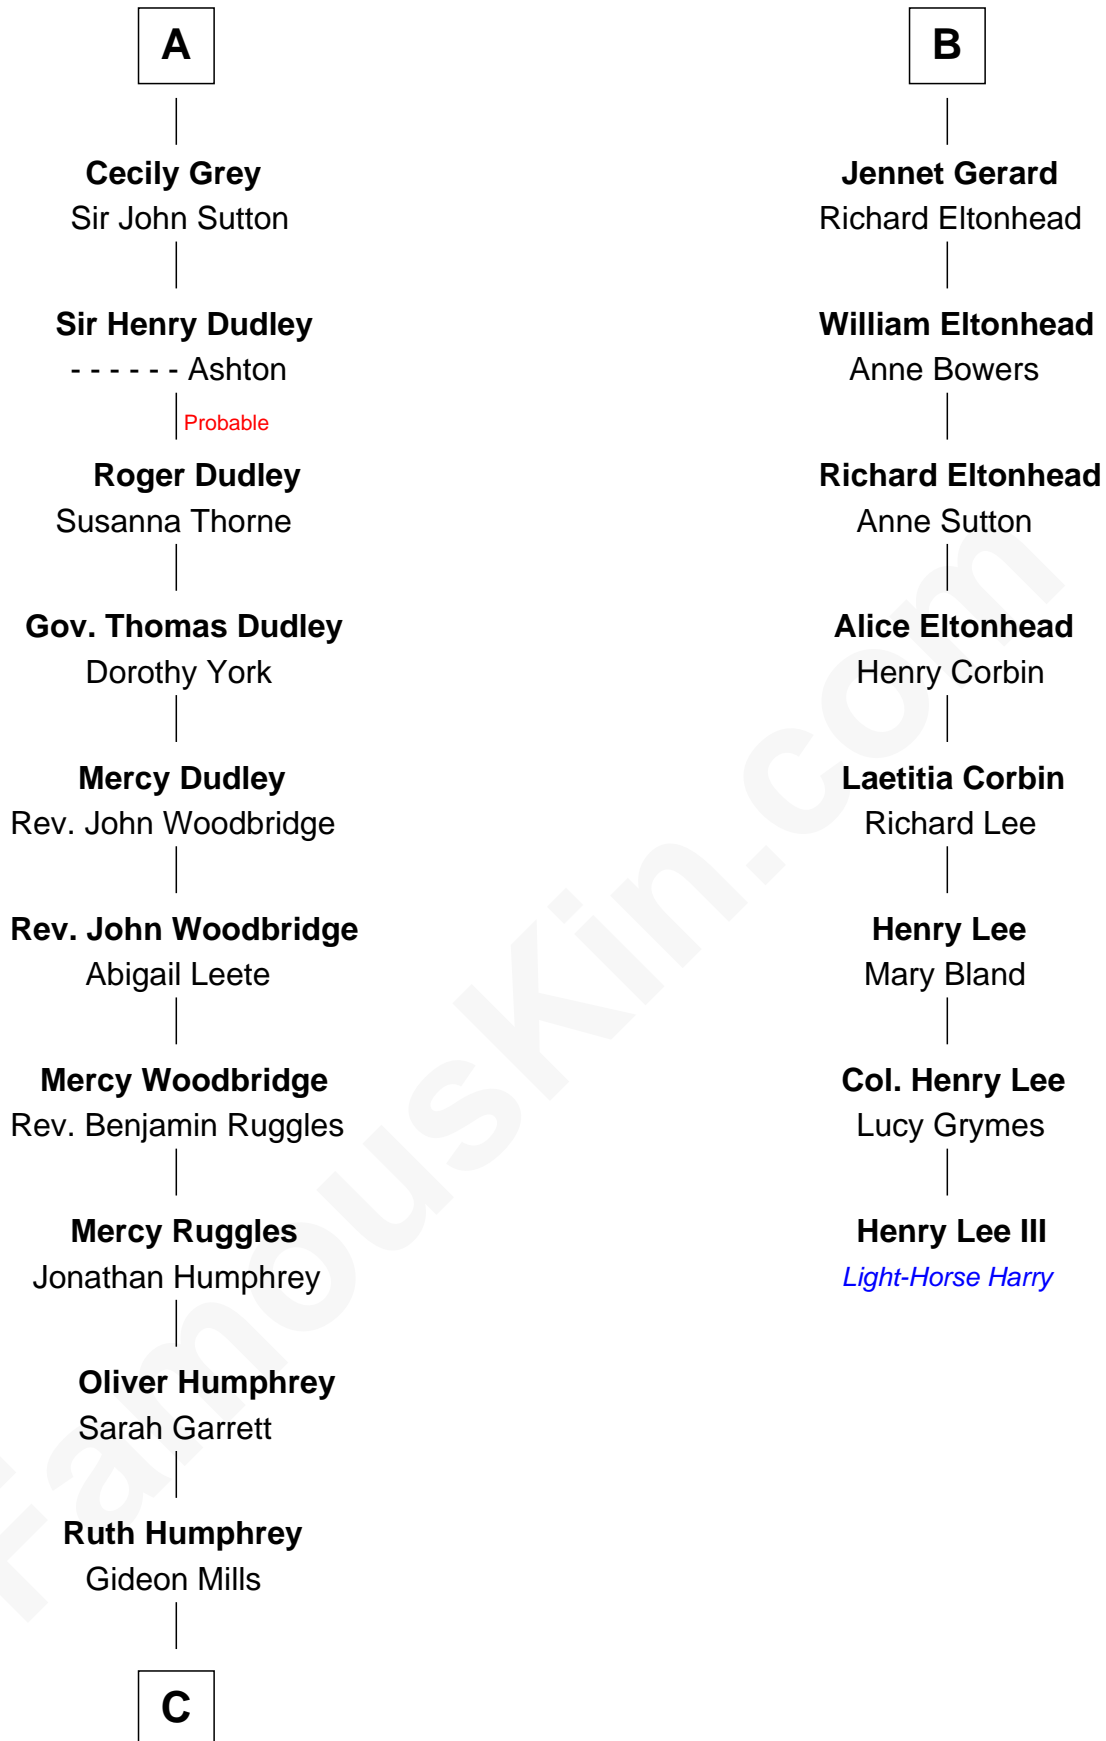 A
Cecily Grey
Sir John Sutton
Sir Henry Dudley
- - - - - - Ashton
Probable
Roger Dudley
Susanna Thorne
Gov. Thomas Dudley
Dorothy York
Mercy Dudley
Rev. John Woodbridge
Rev. John Woodbridge
Abigail Leete
Mercy Woodbridge
Rev. Benjamin Ruggles
Mercy Ruggles
Jonathan Humphrey
Oliver Humphrey
Sarah Garrett
Ruth Humphrey
Gideon Mills
C
B
Jennet Gerard
Richard Eltonhead
William Eltonhead
Anne Bowers
Richard Eltonhead
Anne Sutton
Alice Eltonhead
Henry Corbin
Laetitia Corbin
Richard Lee
Henry Lee
Mary Bland
Col. Henry Lee
Lucy Grymes
Henry Lee III
Light-Horse Harry
FamousKin.com